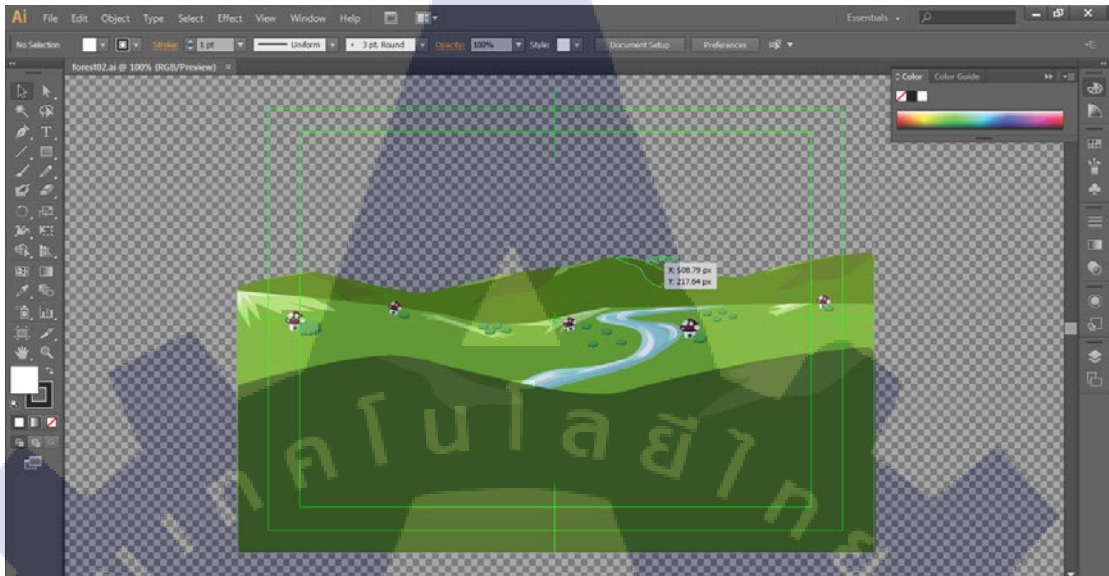 Ai File Edit Object Type Select Effect View Window Help Essentials
No Selection Stroke: 1 pt Uniform 3 pt. Round Opacity: 100% Style: Document Setup Preferences
forest02.ai @ 100% (RGB/Preview) ×
Color Color Guide
X: 508.79 px
Y: 217.64 px
เทคโนโลยีไทย